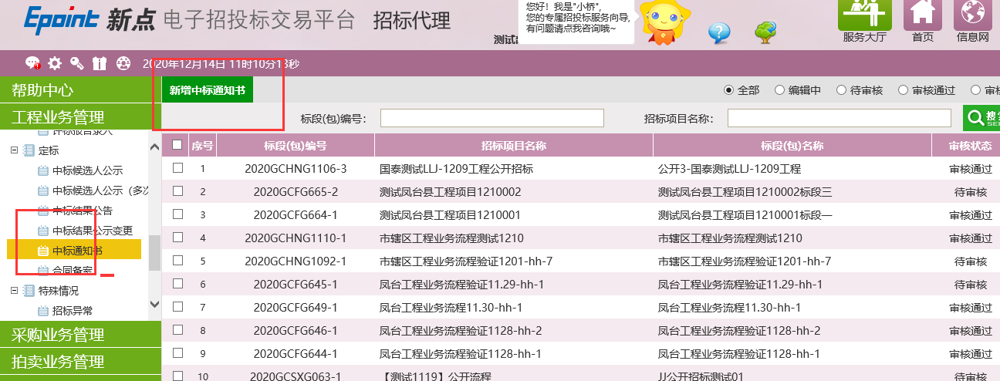 Epoint 新点 电子招投标交易平台 招标代理
您好！我是"小桥",
您的专属招投标服务向导,
有问题请点我咨询哦~
服务大厅 首页 信息网
2020年12月14日 11时10分13秒
帮助中心
工程业务管理
定标
中标候选人公示
中标候选人公示（多次
中标结果公告
中标结果公示变更
中标通知书
合同备案
特殊情况
招标异常
采购业务管理
拍卖业务管理
新增中标通知书
全部 编辑中 待审核 审核通过
标段(包)编号： 招标项目名称：
序号 标段(包)编号 招标项目名称 标段(包)名称 审核状态
1 2020GCHNG1106-3 国泰测试LLJ-1209工程公开招标 公开3-国泰测试LLJ-1209工程 审核通过
2 2020GCFG665-2 测试凤台县工程项目1210002 测试凤台县工程项目1210002标段三 待审核
3 2020GCFG664-1 测试凤台县工程项目1210001 测试凤台县工程项目1210001标段一 审核通过
4 2020GCHNG1110-1 市辖区工程业务流程测试1210 市辖区工程业务流程测试1210 审核通过
5 2020GCHNG1092-1 市辖区工程业务流程验证1201-hh-7 市辖区工程业务流程验证1201-hh-7 待审核
6 2020GCFG645-1 凤台工程业务流程验证11.29-hh-1 凤台工程业务流程验证11.29-hh-1 待审核
7 2020GCFG649-1 凤台工程业务流程11.30-hh-1 凤台工程业务流程11.30-hh-1 审核通过
8 2020GCFG646-1 凤台工程业务流程验证1128-hh-2 凤台工程业务流程验证1128-hh-2 审核通过
9 2020GCFG644-1 凤台工程业务流程验证1128-hh-1 凤台工程业务流程验证1128-hh-1 审核通过
10 2020GCSXG063-1 【测试1119】公开流程 JJ公开招标测试01 待审核